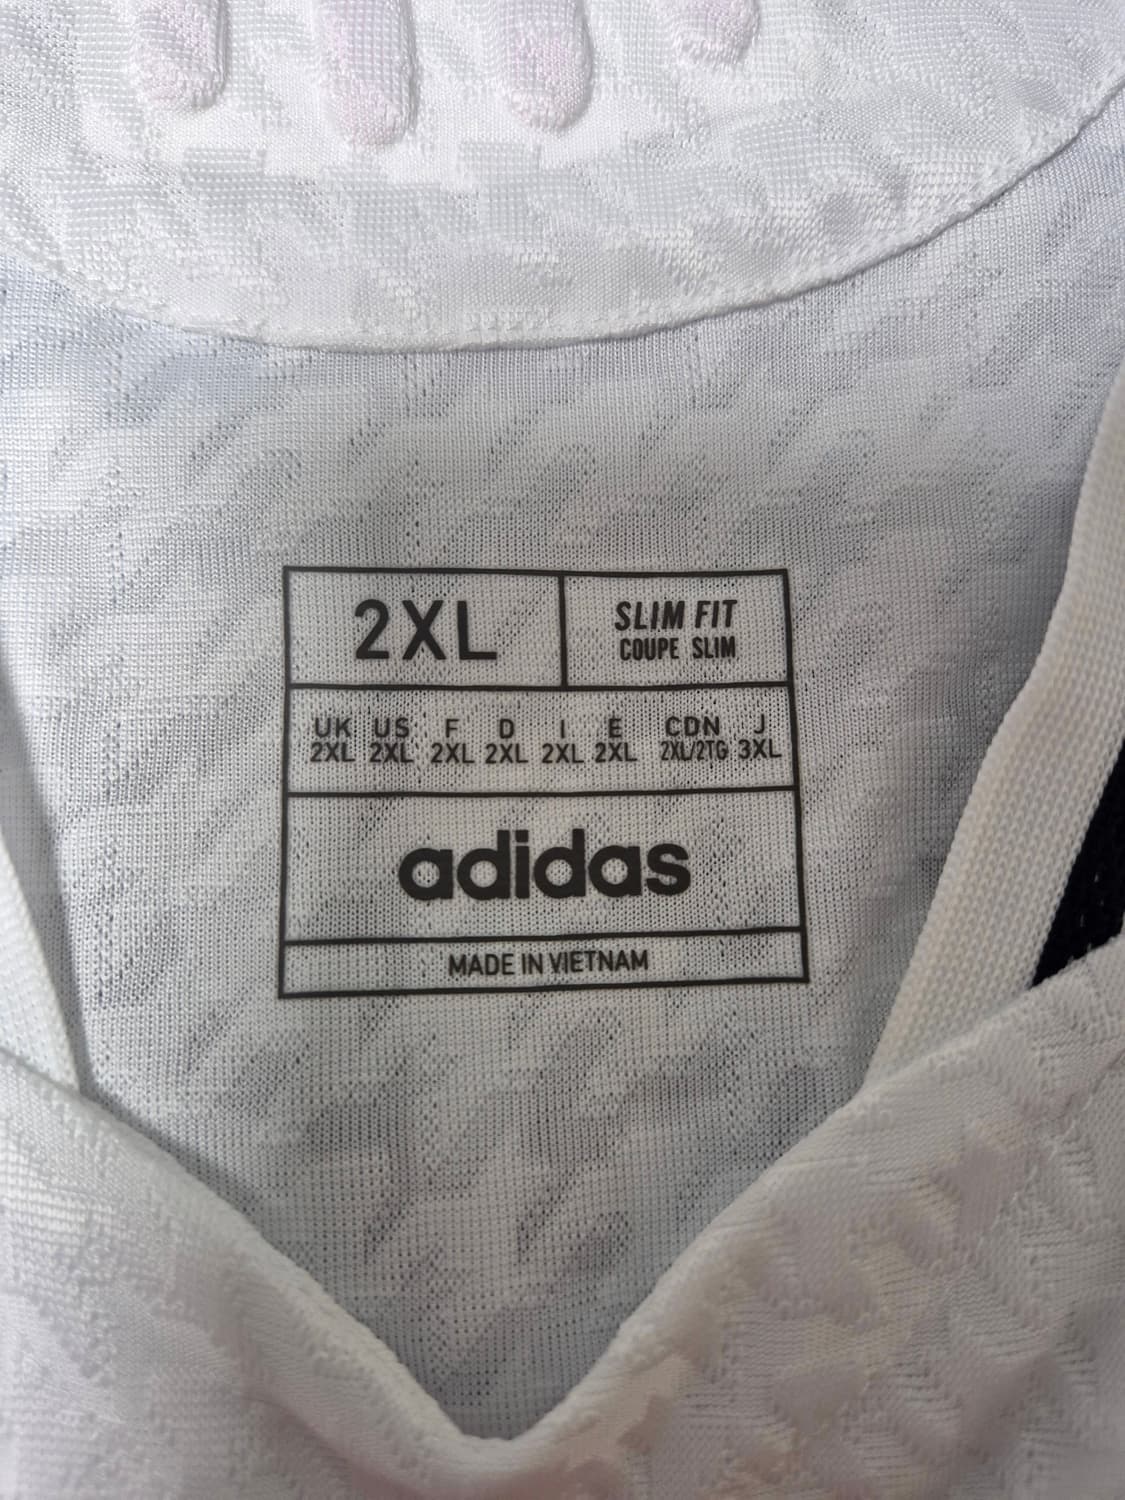 2XL
SLIM FIT
COUPE SLIM
UK US F D I E CDN J
2XL 2XL 2XL 2XL 2XL 2XL 2XL/2TG 3XL
adidas
MADE IN VIETNAM